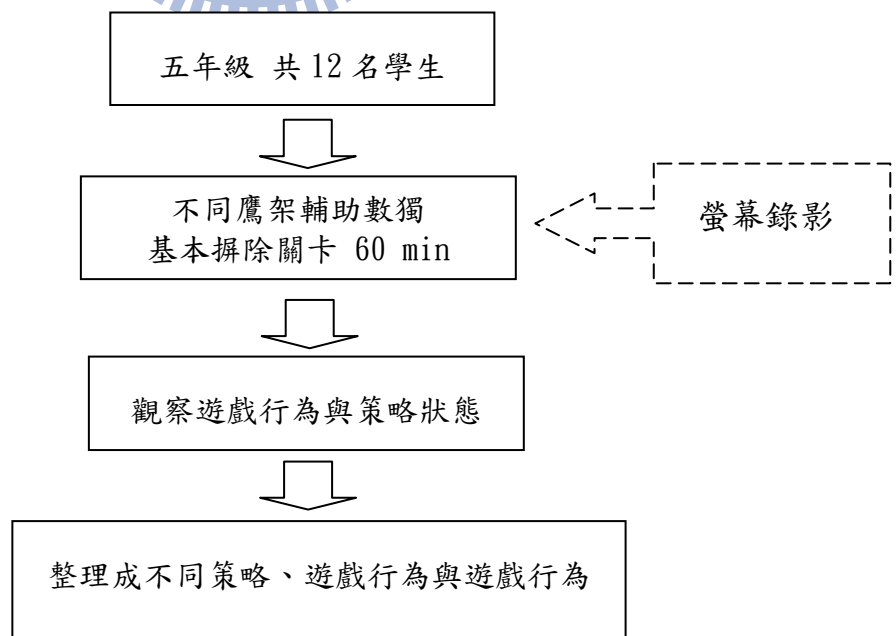 五年級 共12名學生
不同鷹架輔助數獨
基本摒除關卡 60 min
螢幕錄影
觀察遊戲行為與策略狀態
整理成不同策略、遊戲行為與遊戲行為